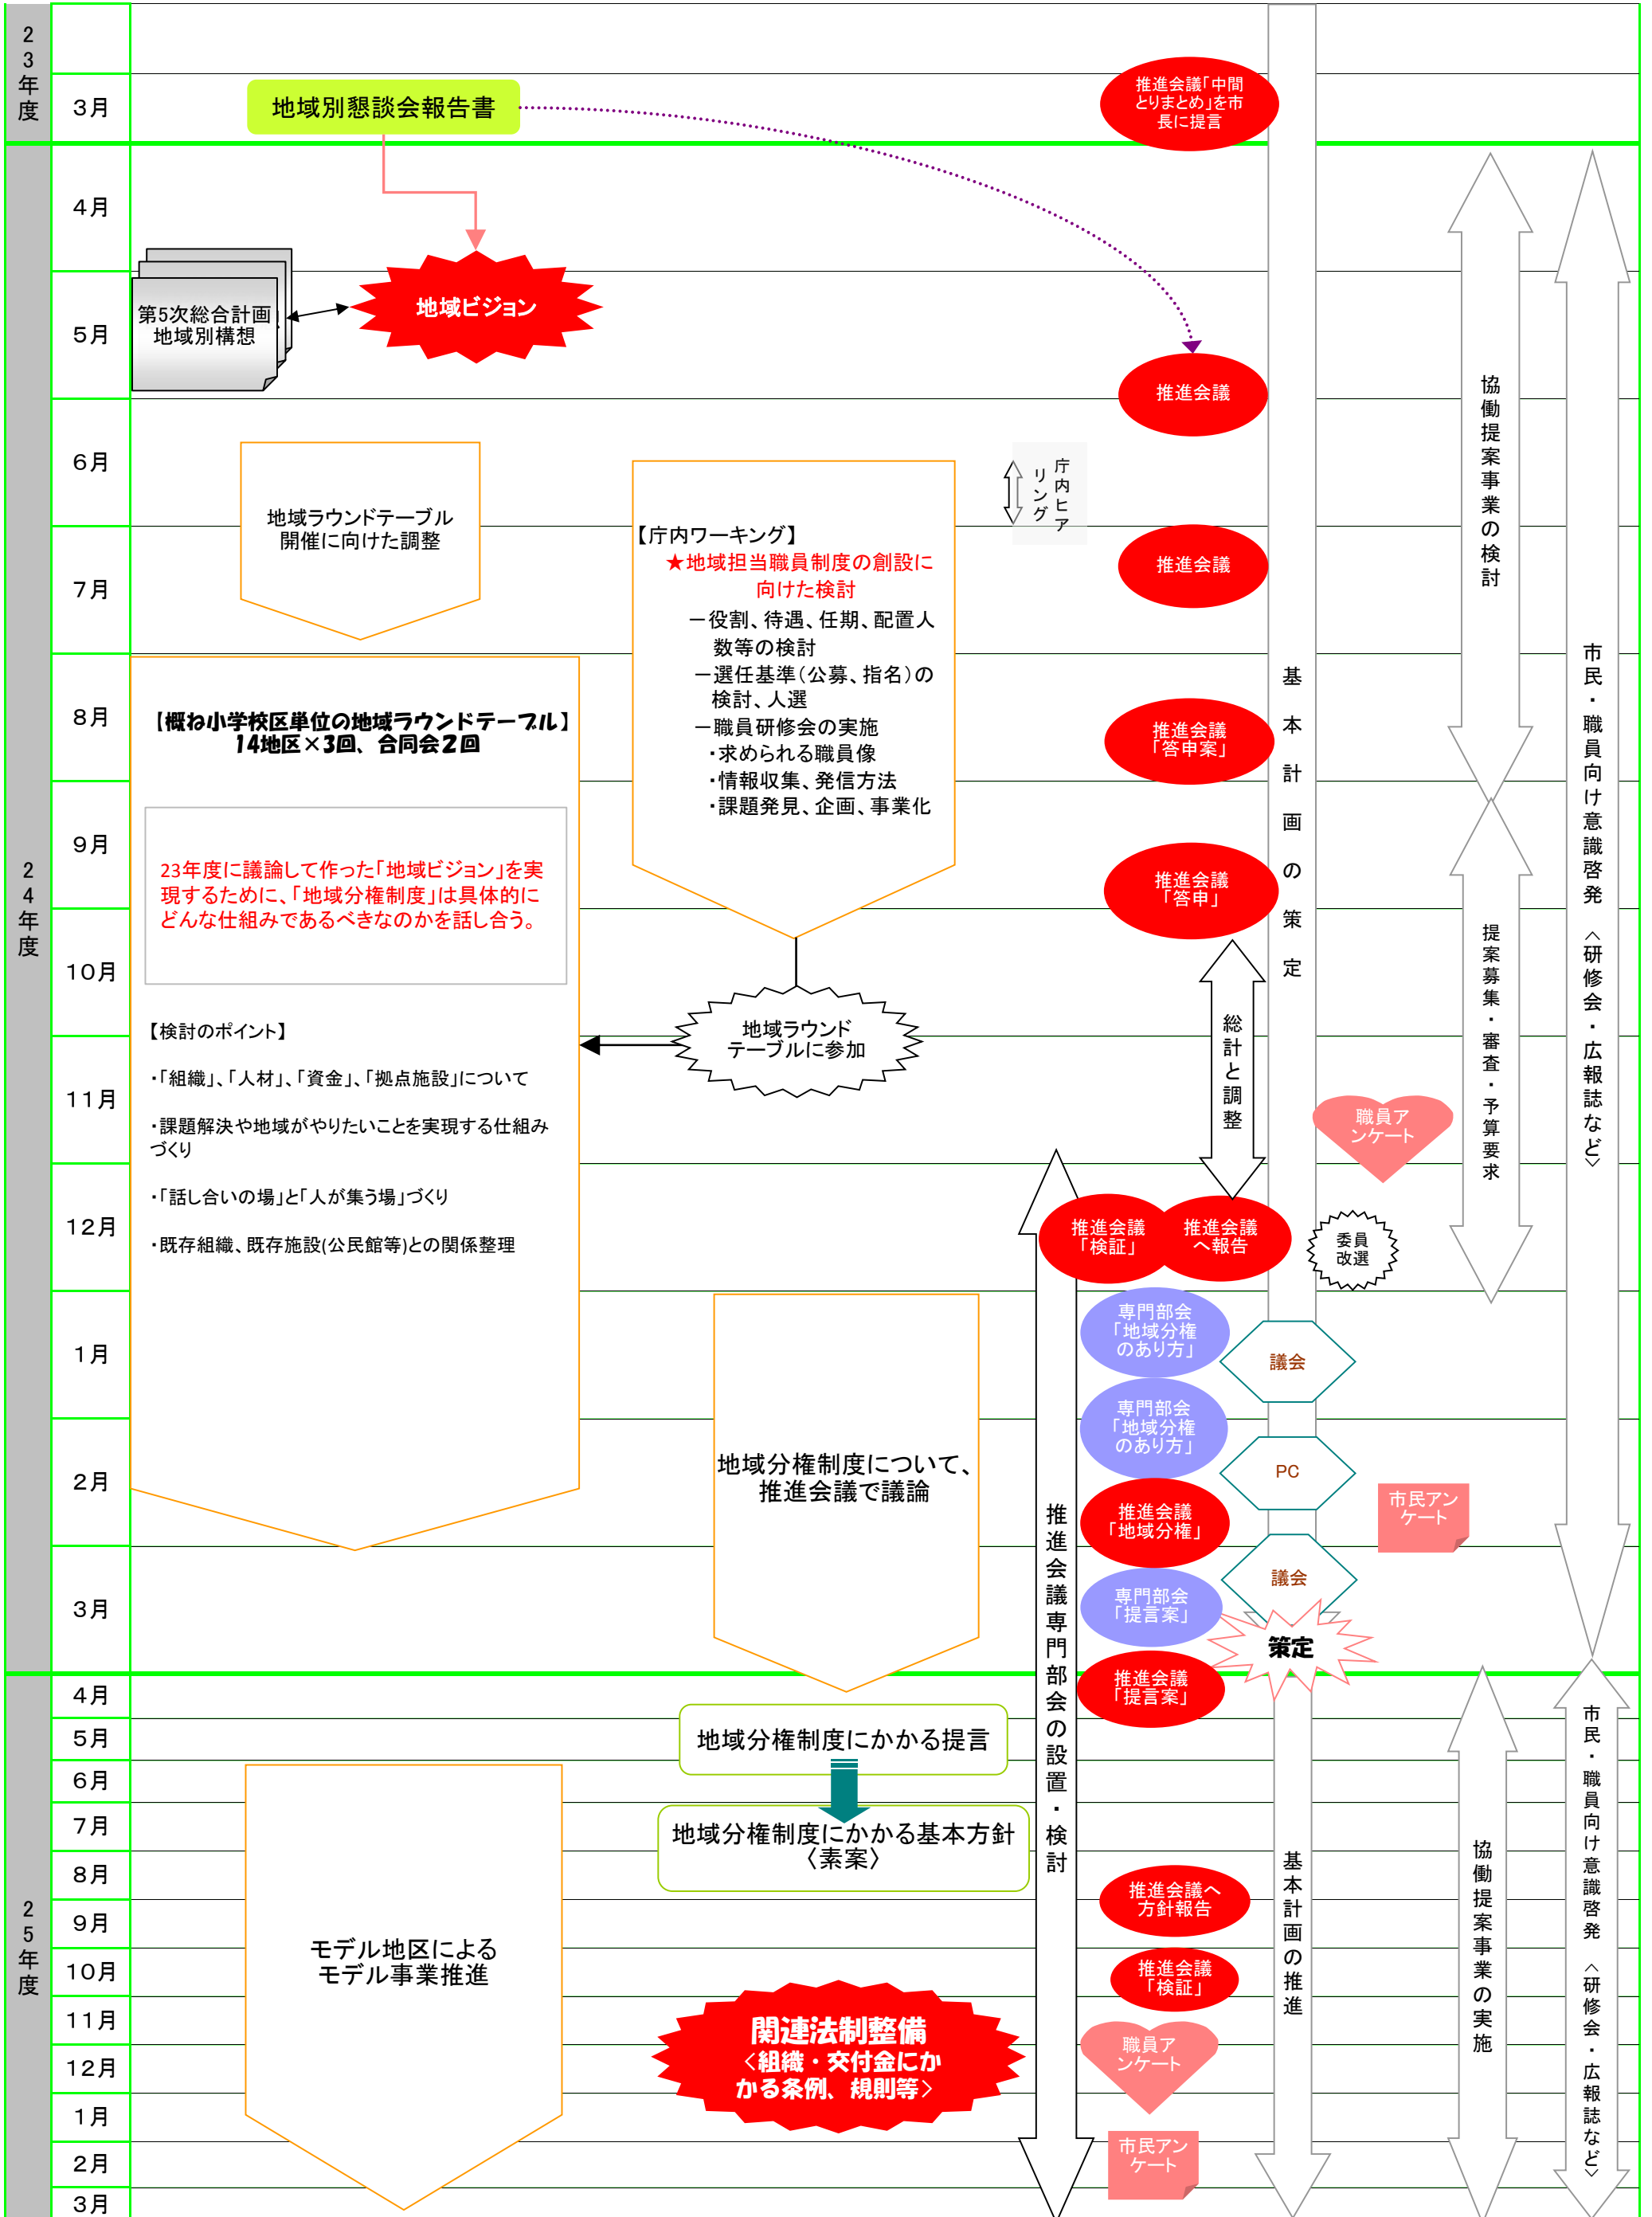 23年度
3月
地域別懇談会報告書
推進会議「中間
とりまとめ」を市
長に提言
24年度
4月
5月
6月
7月
8月
9月
10月
11月
12月
1月
2月
3月
第5次総合計画
地域別構想
地域ビジョン
推進会議
地域ラウンドテーブル
開催に向けた調整
【庁内ワーキング】
★地域担当職員制度の創設に
向けた検討
－役割、待遇、任期、配置人
数等の検討
－選任基準（公募、指名）の
検討、人選
－職員研修会の実施
・求められる職員像
・情報収集、発信方法
・課題発見、企画、事業化
庁内ヒア
リング
推進会議
【概ね小学校区単位の地域ラウンドテーブル】
14地区×3回、合同会2回
23年度に議論して作った「地域ビジョン」を実
現するために、「地域分権制度」は具体的に
どんな仕組みであるべきなのかを話し合う。
【検討のポイント】
・「組織」、「人材」、「資金」、「拠点施設」について
・課題解決や地域がやりたいことを実現する仕組み
づくり
・「話し合いの場」と「人が集う場」づくり
・既存組織、既存施設(公民館等)との関係整理
地域ラウンド
テーブルに参加
推進会議
「答申案」
推進会議
「答申」
総計と調整
基本計画の策定
協働提案事業の検討
提案募集・審査・予算要求
市民・職員向け意識啓発〈研修会・広報誌など〉
職員ア
ンケート
推進会議
「検証」
推進会議
へ報告
委員
改選
専門部会
「地域分権
のあり方」
議会
専門部会
「地域分権
のあり方」
PC
推進会議
「地域分権」
市民アン
ケート
専門部会
「提言案」
議会
策定
地域分権制度について、
推進会議で議論
推進会議専門部会の設置・検討
25年度
4月
5月
6月
7月
8月
9月
10月
11月
12月
1月
2月
3月
推進会議
「提言案」
地域分権制度にかかる提言
地域分権制度にかかる基本方針
〈素案〉
モデル地区による
モデル事業推進
関連法制整備
〈組織・交付金にか
かる条例、規則等〉
推進会議へ
方針報告
推進会議
「検証」
職員ア
ンケート
市民アン
ケート
基本計画の推進
協働提案事業の実施
市民・職員向け意識啓発〈研修会・広報誌など〉